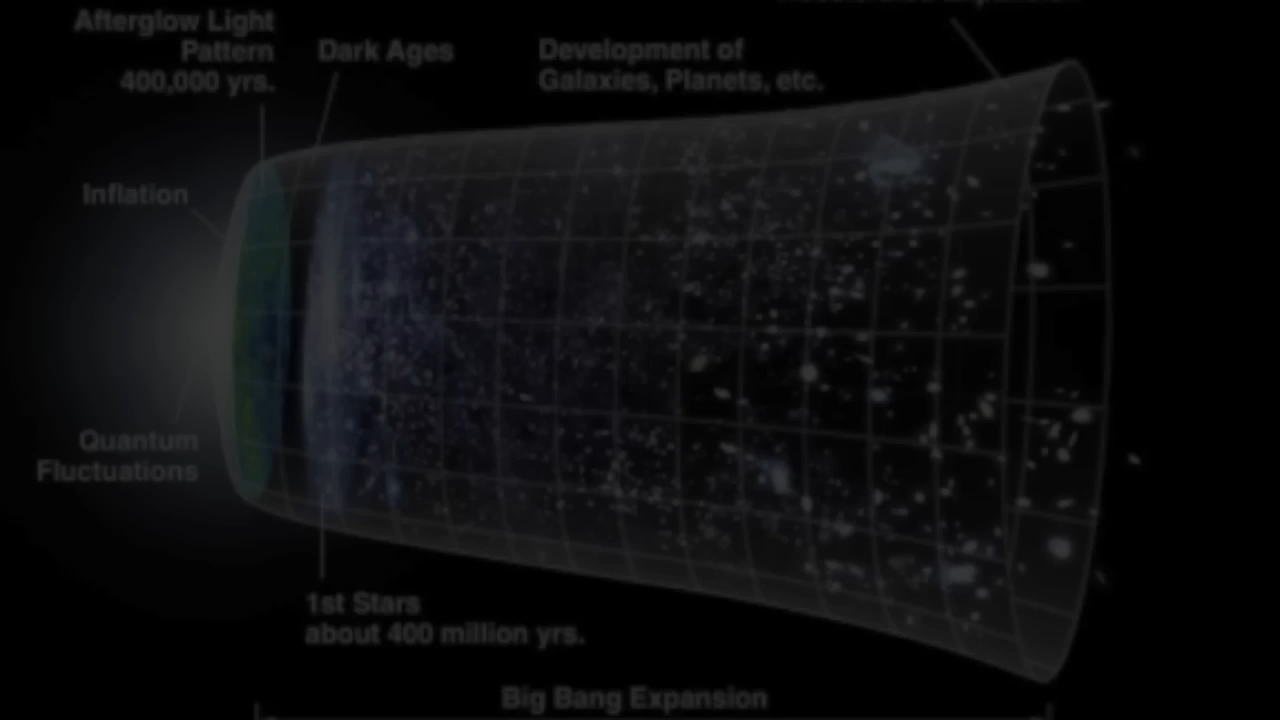 Afterglow Light
Pattern
400,000 yrs.
Dark Ages
Development of
Galaxies, Planets, etc.
Inflation
Quantum
Fluctuations
1st Stars
about 400 million yrs.
Big Bang Expansion